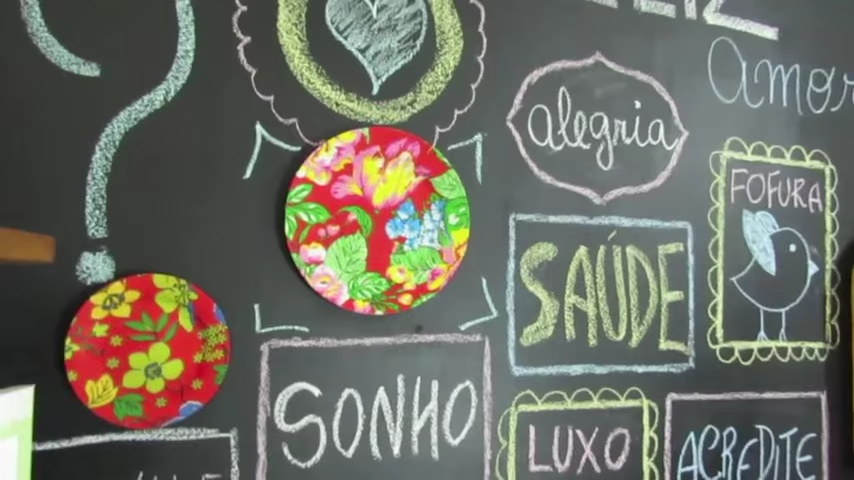 Amor
alegria
FOFURA
SAÚDE
SONHO
LUXO
ACREDITE